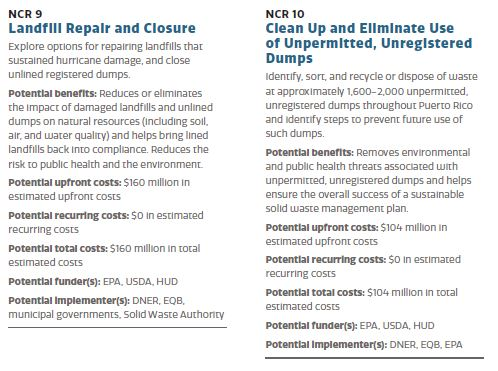 NCR 9
Landfill Repair and Closure
Explore options for repairing landfills that
sustained hurricane damage, and close
unlined registered dumps.
Potential benefits: Reduces or eliminates
the impact of damaged landfills and unlined
dumps on natural resources (including soil,
air, and water quality) and helps bring lined
landfills back into compliance. Reduces the
risk to public health and the environment.
Potential upfront costs: $160 million in
estimated upfront costs
Potential recurring costs: $0 in estimated
recurring costs
Potential total costs: $160 million in total
estimated costs
Potential funder(s): EPA, USDA, HUD
Potential implementer(s): DNER, EQB,
municipal governments, Solid Waste Authority
NCR 10
Clean Up and Eliminate Use
of Unpermitted, Unregistered
Dumps
Identify, sort, and recycle or dispose of waste
at approximately 1,600–2,000 unpermitted,
unregistered dumps throughout Puerto Rico
and identify steps to prevent future use of
such dumps.
Potential benefits: Removes environmental
and public health threats associated with
unpermitted, unregistered dumps and helps
ensure the overall success of a sustainable
solid waste management plan.
Potential upfront costs: $104 million in
estimated upfront costs
Potential recurring costs: $0 in estimated
recurring costs
Potential total costs: $104 million in total
estimated costs
Potential funder(s): EPA, USDA, HUD
Potential implementer(s): DNER, EQB, EPA